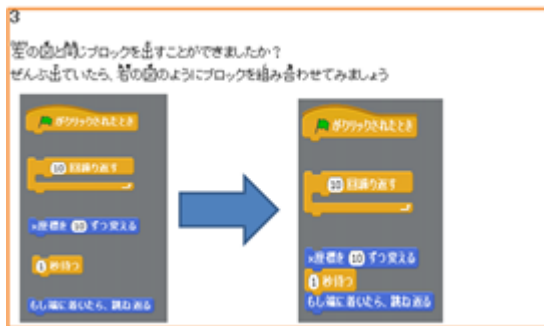 3
左の図と同じブロックを出すことができましたか？
ぜんぶ出ていたら、右の図のようにブロックを組み合わせてみましょう
がクリックされたとき
10 回繰り返す
x座標を 10 ずつ変える
1 秒待つ
もし端に着いたら、跳ね返る
がクリックされたとき
10 回繰り返す
x座標を 10 ずつ変える
1 秒待つ
もし端に着いたら、跳ね返る